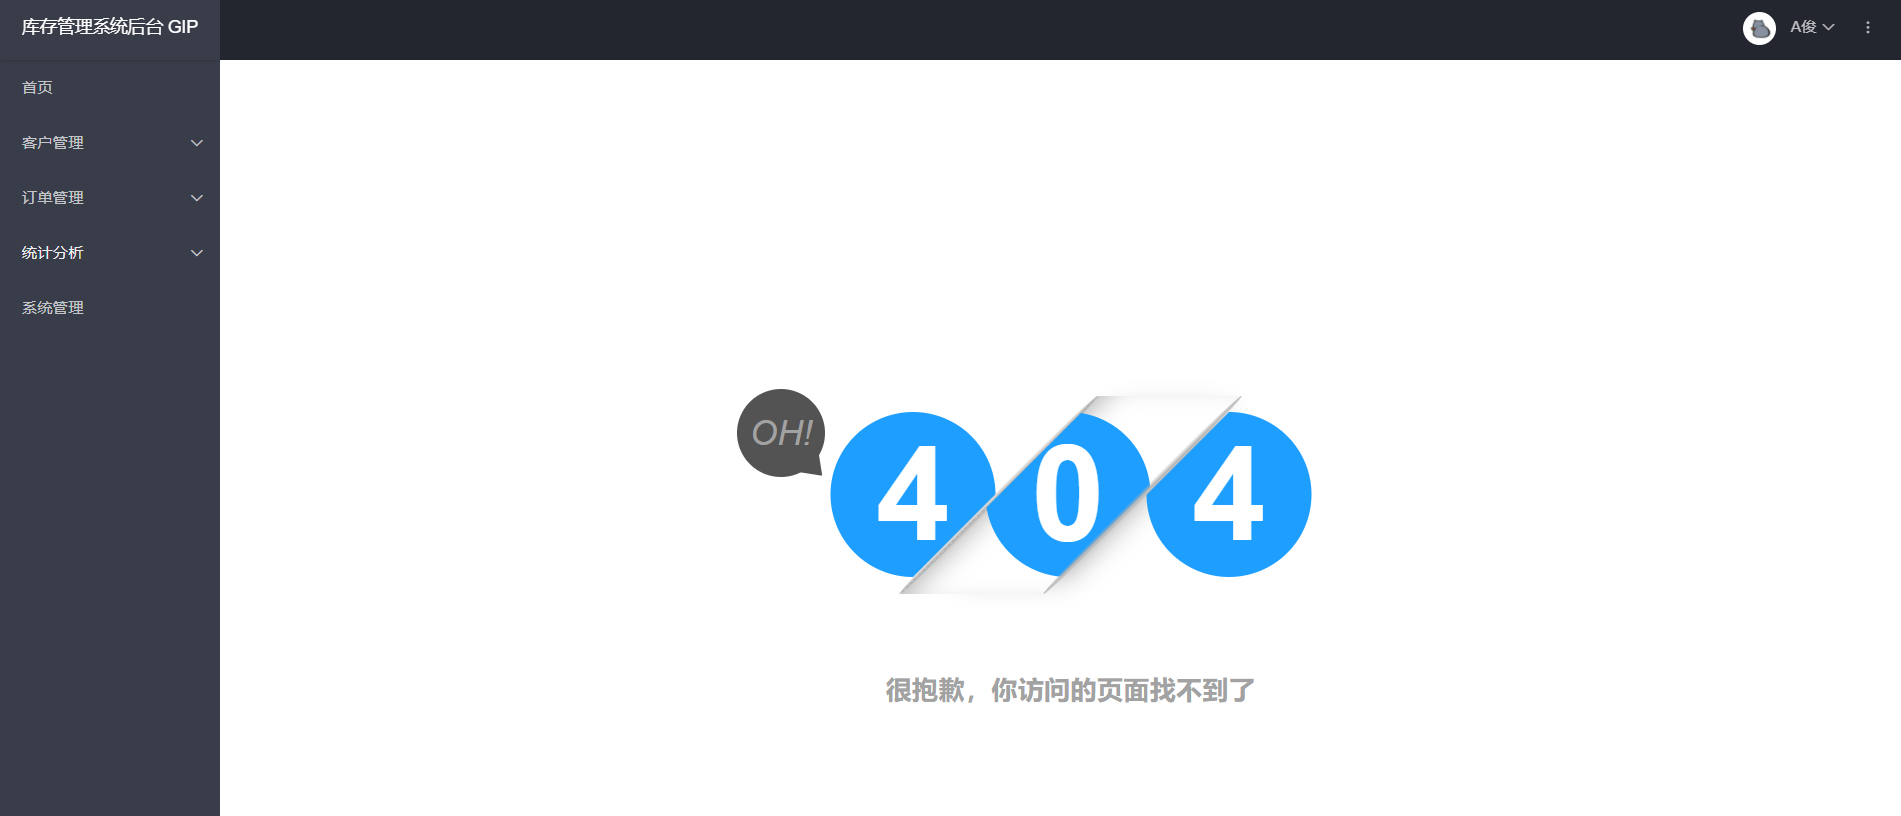 库存管理系统后台 GIP
A俊
首页
客户管理
订单管理
统计分析
系统管理
OH!
404
很抱歉，你访问的页面找不到了